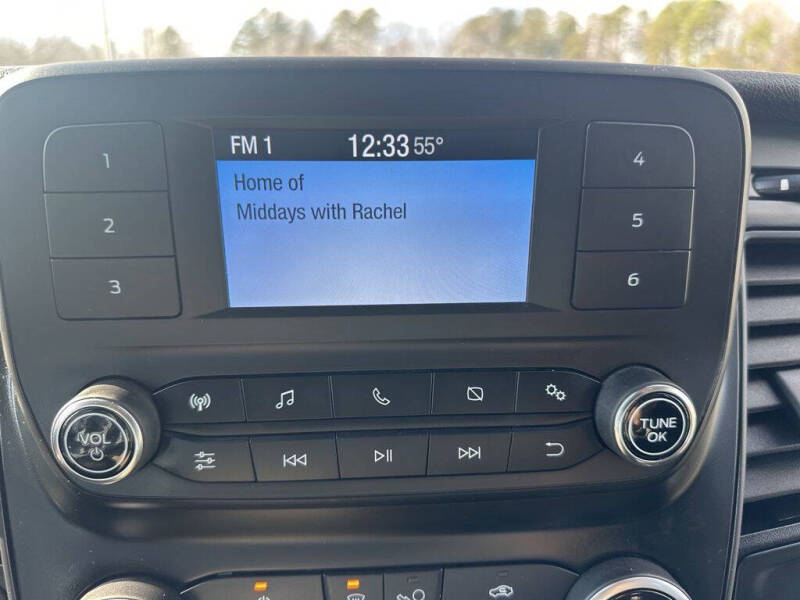 FM 1 12:33 55°
Home of
Middays with Rachel
1
2
3
4
5
6
VOL
TUNE
OK